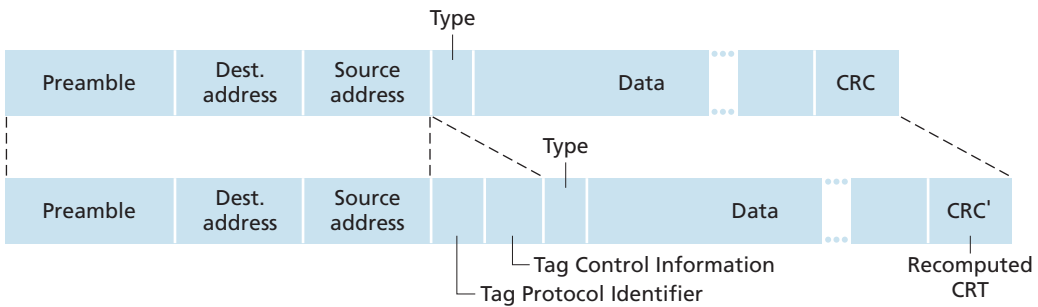 Type
Preamble
Dest.
address
Source
address
Data
CRC
Type
Preamble
Dest.
address
Source
address
Data
CRC'
Tag Control Information
Tag Protocol Identifier
Recomputed
CRT